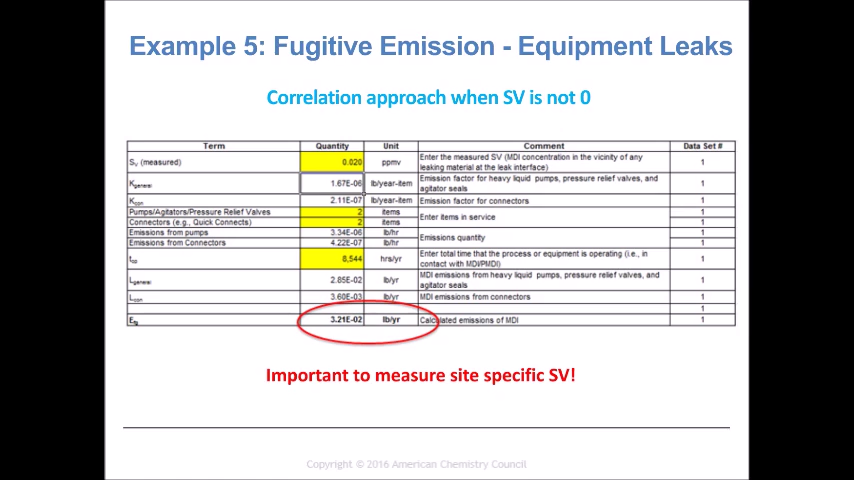 Example 5: Fugitive Emission - Equipment Leaks
Correlation approach when SV is not 0
Term Quantity Unit Comment Data Set #
SV (measured) 0.020 ppmv Enter the measured SV (MDI concentration in the vicinity of any leaking material at the leak interface) 1
Kgeneral 1.67E-06 lb/year-item Emission factor for heavy liquid pumps, pressure relief valves, and agitator seals 1
Kcon 2.11E-07 lb/year-item Emission factor for connectors 1
Pumps/Agitators/Pressure Relief Valves 2 items Enter items in service 1
Connectors (e.g., Quick Connects) 2 items 1
Emissions from pumps 3.34E-06 lb/hr Emissions quantity 1
Emissions from Connectors 4.22E-07 lb/hr 1
top 8,544 hrs/yr Enter total time that the process or equipment is operating (i.e., in contact with MDI/PMDI) 1
Lgeneral 2.85E-02 lb/yr MDI emissions from heavy liquid pumps, pressure relief valves, and agitator seals 1
Lcon 3.60E-03 lb/yr MDI emissions from connectors 1
1
Efg 3.21E-02 lb/yr Calculated emissions of MDI 1
Important to measure site specific SV!
Copyright © 2016 American Chemistry Council